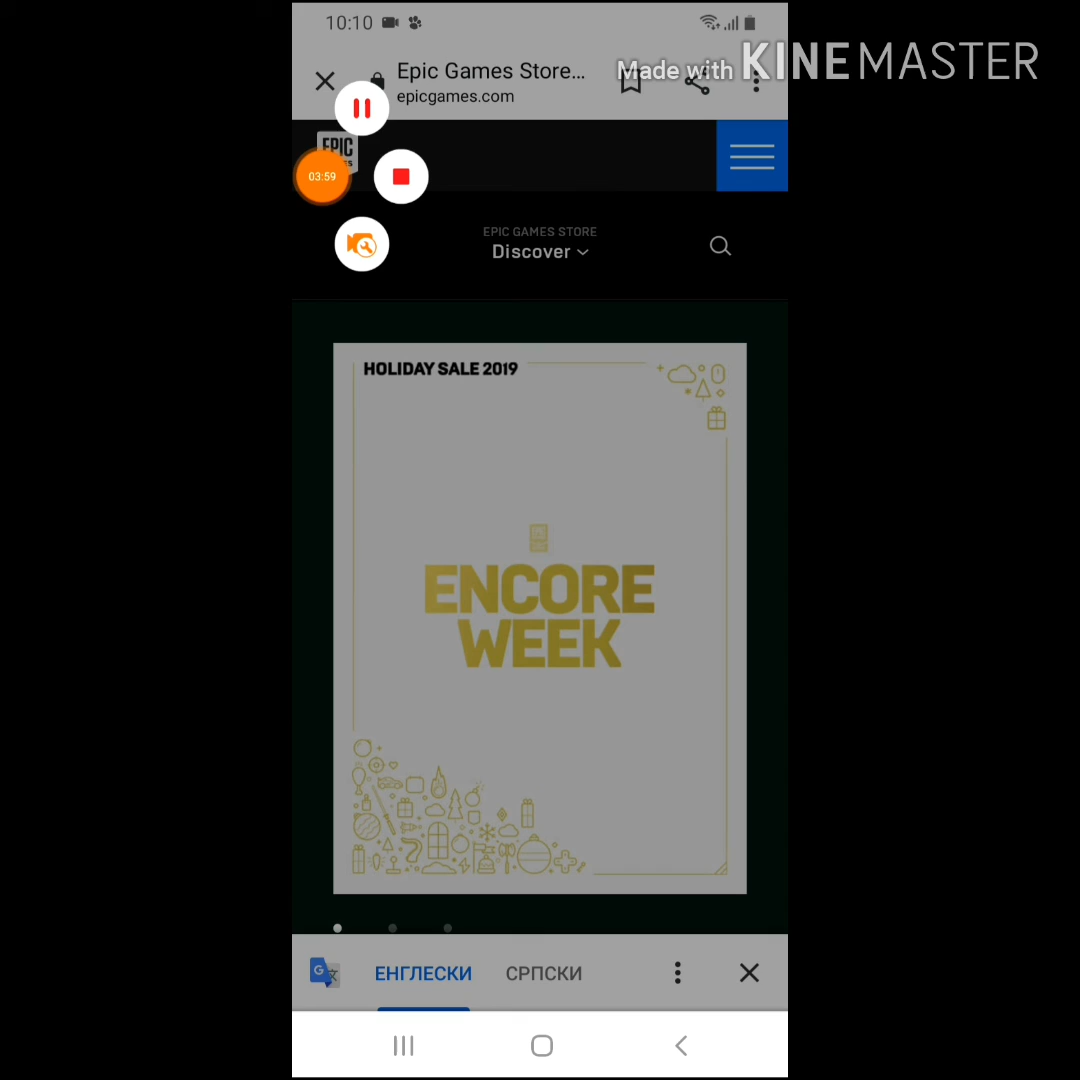 10:10
Made with KINEMASTER
Epic Games Store...
epicgames.com
EPIC
03:59
EPIC GAMES STORE
Discover
HOLIDAY SALE 2019
ENCORE
WEEK
G
ЕНГЛЕСКИ СРПСКИ